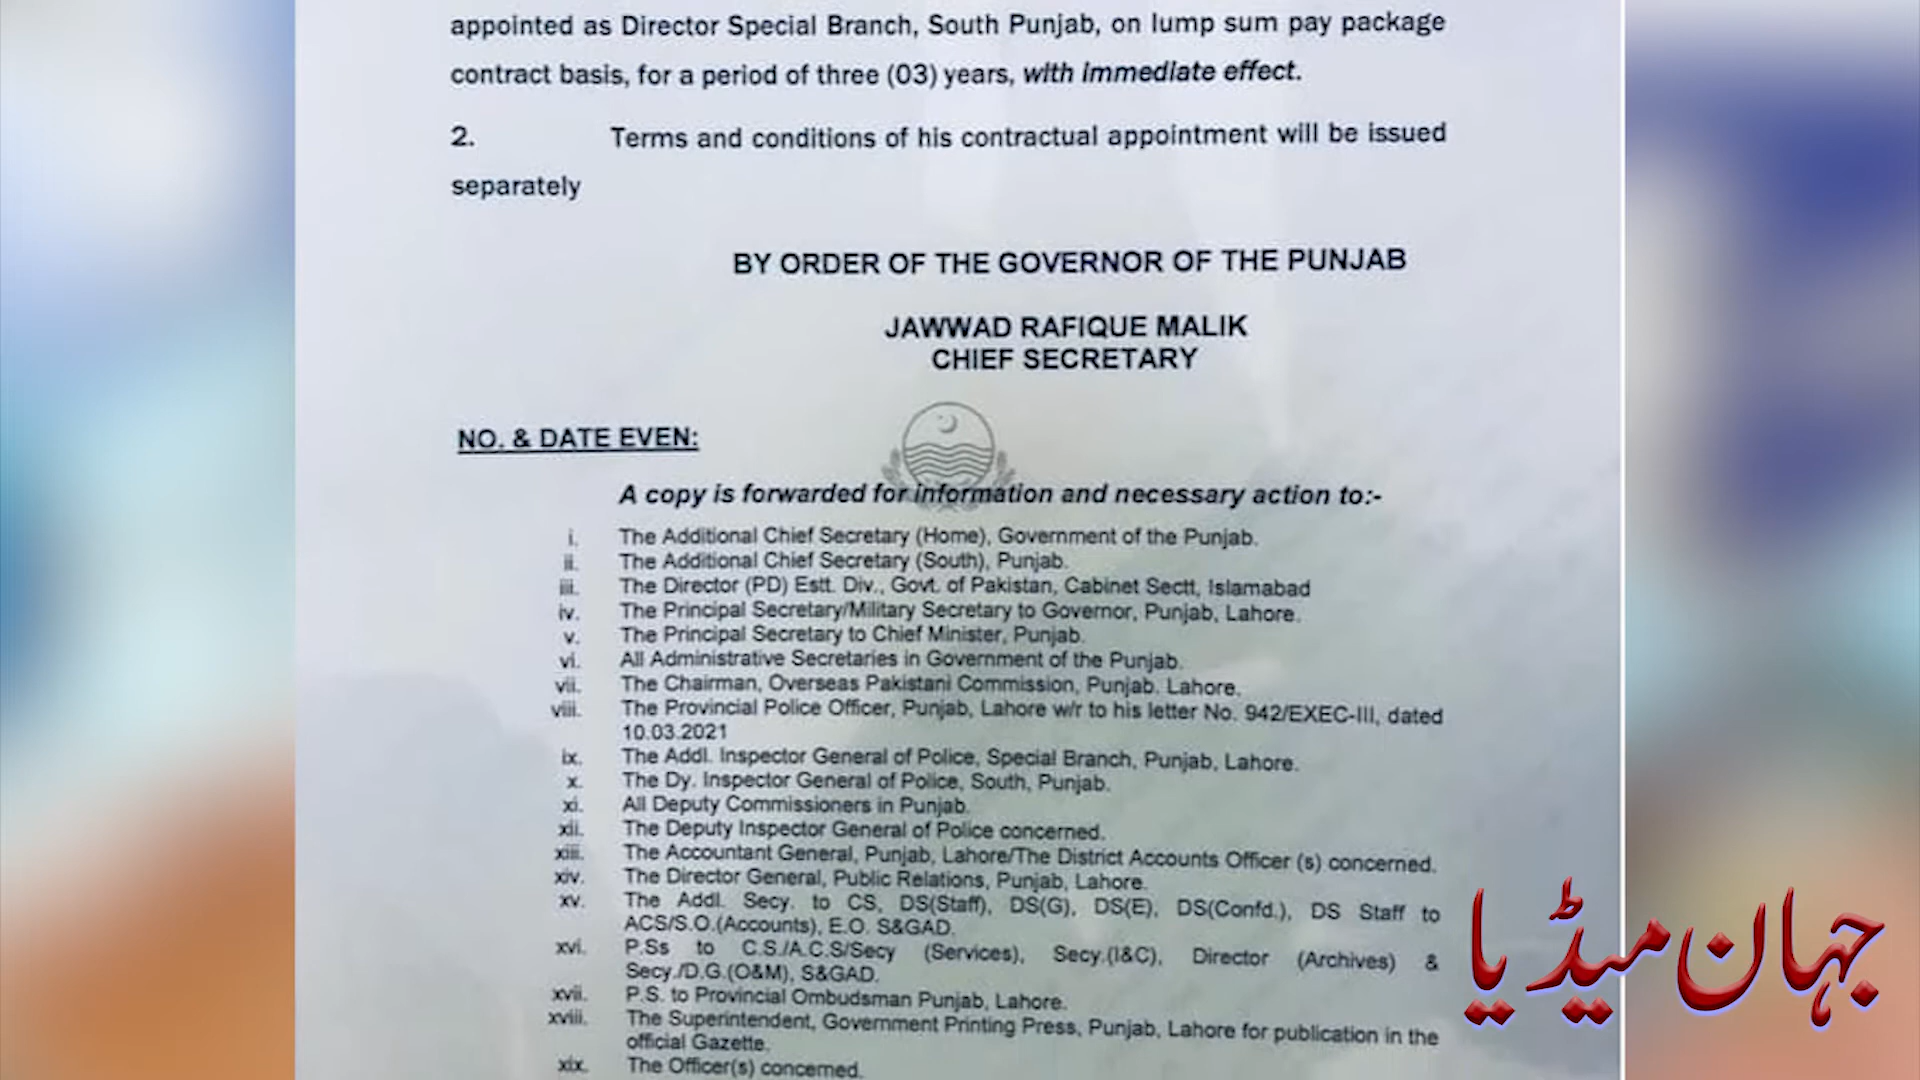 appointed as Director Special Branch, South Punjab, on lump sum pay package
contract basis, for a period of three (03) years, with immediate effect.
2. Terms and conditions of his contractual appointment will be issued
separately
BY ORDER OF THE GOVERNOR OF THE PUNJAB
JAWWAD RAFIQUE MALIK
CHIEF SECRETARY
NO. & DATE EVEN:
A copy is forwarded for information and necessary action to:-
i. The Additional Chief Secretary (Home), Government of the Punjab.
ii. The Additional Chief Secretary (South), Punjab.
iii. The Director (PD) Estt. Div., Govt. of Pakistan, Cabinet Sectt, Islamabad
iv. The Principal Secretary/Military Secretary to Governor, Punjab, Lahore.
v. The Principal Secretary to Chief Minister, Punjab.
vi. All Administrative Secretaries in Government of the Punjab.
vii. The Chairman, Overseas Pakistani Commission, Punjab, Lahore.
viii. The Provincial Police Officer, Punjab, Lahore w/r to his letter No. 942/EXEC-III, dated
10.03.2021
ix. The Addl. Inspector General of Police, Special Branch, Punjab, Lahore.
x. The Dy. Inspector General of Police, South, Punjab.
xi. All Deputy Commissioners in Punjab.
xii. The Deputy Inspector General of Police concerned.
xiii. The Accountant General, Punjab, Lahore/The District Accounts Officer (s) concerned.
xiv. The Director General, Public Relations, Punjab, Lahore.
xv. The Addl. Secy. to CS, DS(Staff), DS(G), DS(E), DS(Confd.), DS Staff to
ACS/S.O.(Accounts), E.O. S&GAD.
xvi. P.Ss to C.S./A.C.S/Secy (Services), Secy.(I&C), Director (Archives) &
Secy./D.G.(O&M), S&GAD.
xvii. P.S. to Provincial Ombudsman Punjab, Lahore.
xviii. The Superintendent, Government Printing Press, Punjab, Lahore for publication in the
official Gazette.
xix. The Officer(s) concerned.
جہان میڈیا